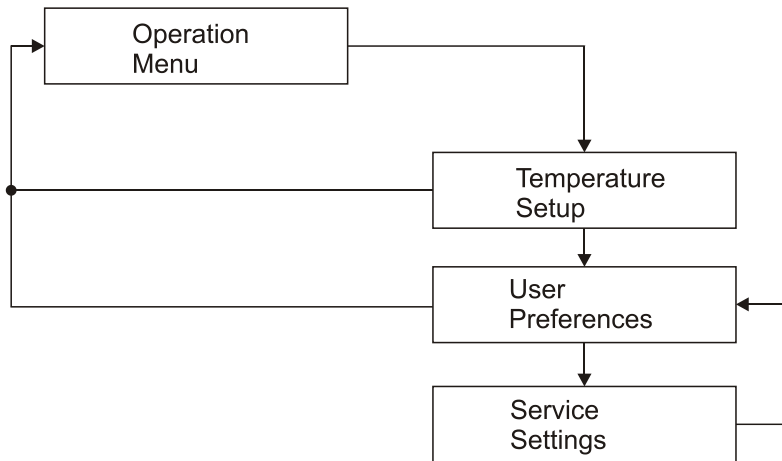 Operation
Menu
Temperature
Setup
User
Preferences
Service
Settings